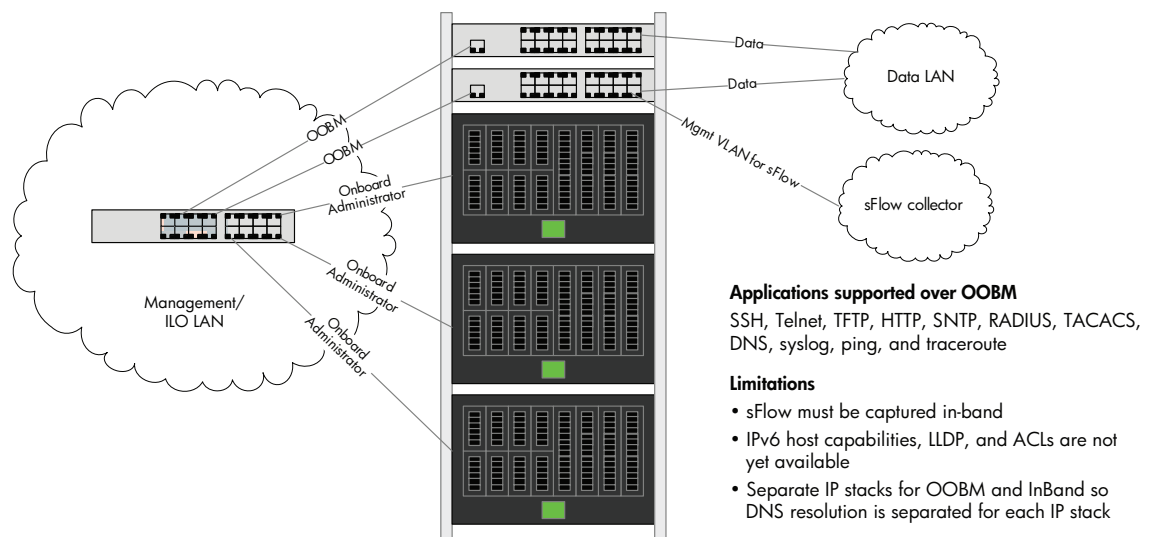 Data
Data LAN
Data
OOBM
OOBM
Mgmt VLAN for sFlow
Onboard
Administrator
sFlow collector
Onboard
Administrator
Management/
ILO LAN
Onboard
Administrator
Applications supported over OOBM
SSH, Telnet, TFTP, HTTP, SNTP, RADIUS, TACACS,
DNS, syslog, ping, and traceroute
Limitations
• sFlow must be captured in-band
• IPv6 host capabilities, LLDP, and ACLs are not
yet available
• Separate IP stacks for OOBM and InBand so
DNS resolution is separated for each IP stack